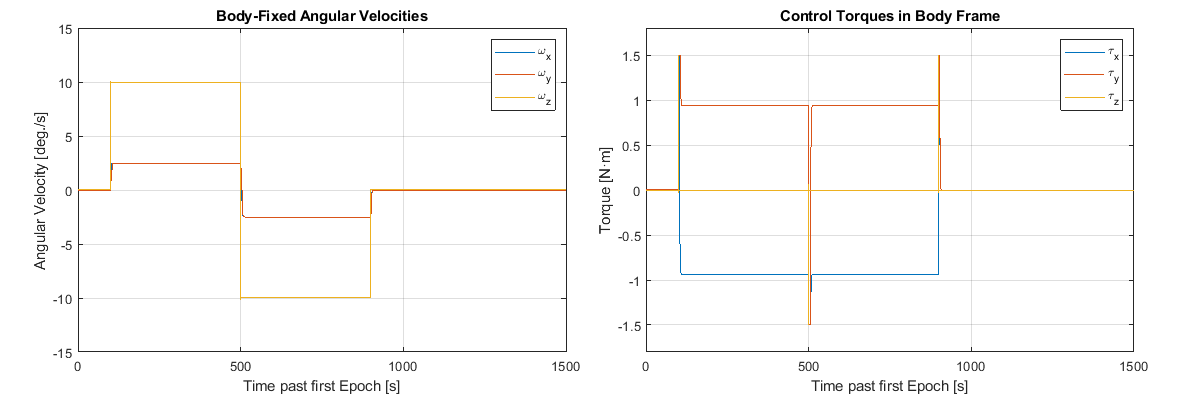 Body-Fixed Angular Velocities
15
10
5
0
-5
-10
-15
Angular Velocity [deg./s]
0
500
1000
1500
Time past first Epoch [s]
ωx
ωy
ωz
Control Torques in Body Frame
1.5
1
0.5
0
-0.5
-1
-1.5
Torque [N·m]
0
500
1000
1500
Time past first Epoch [s]
τx
τy
τz